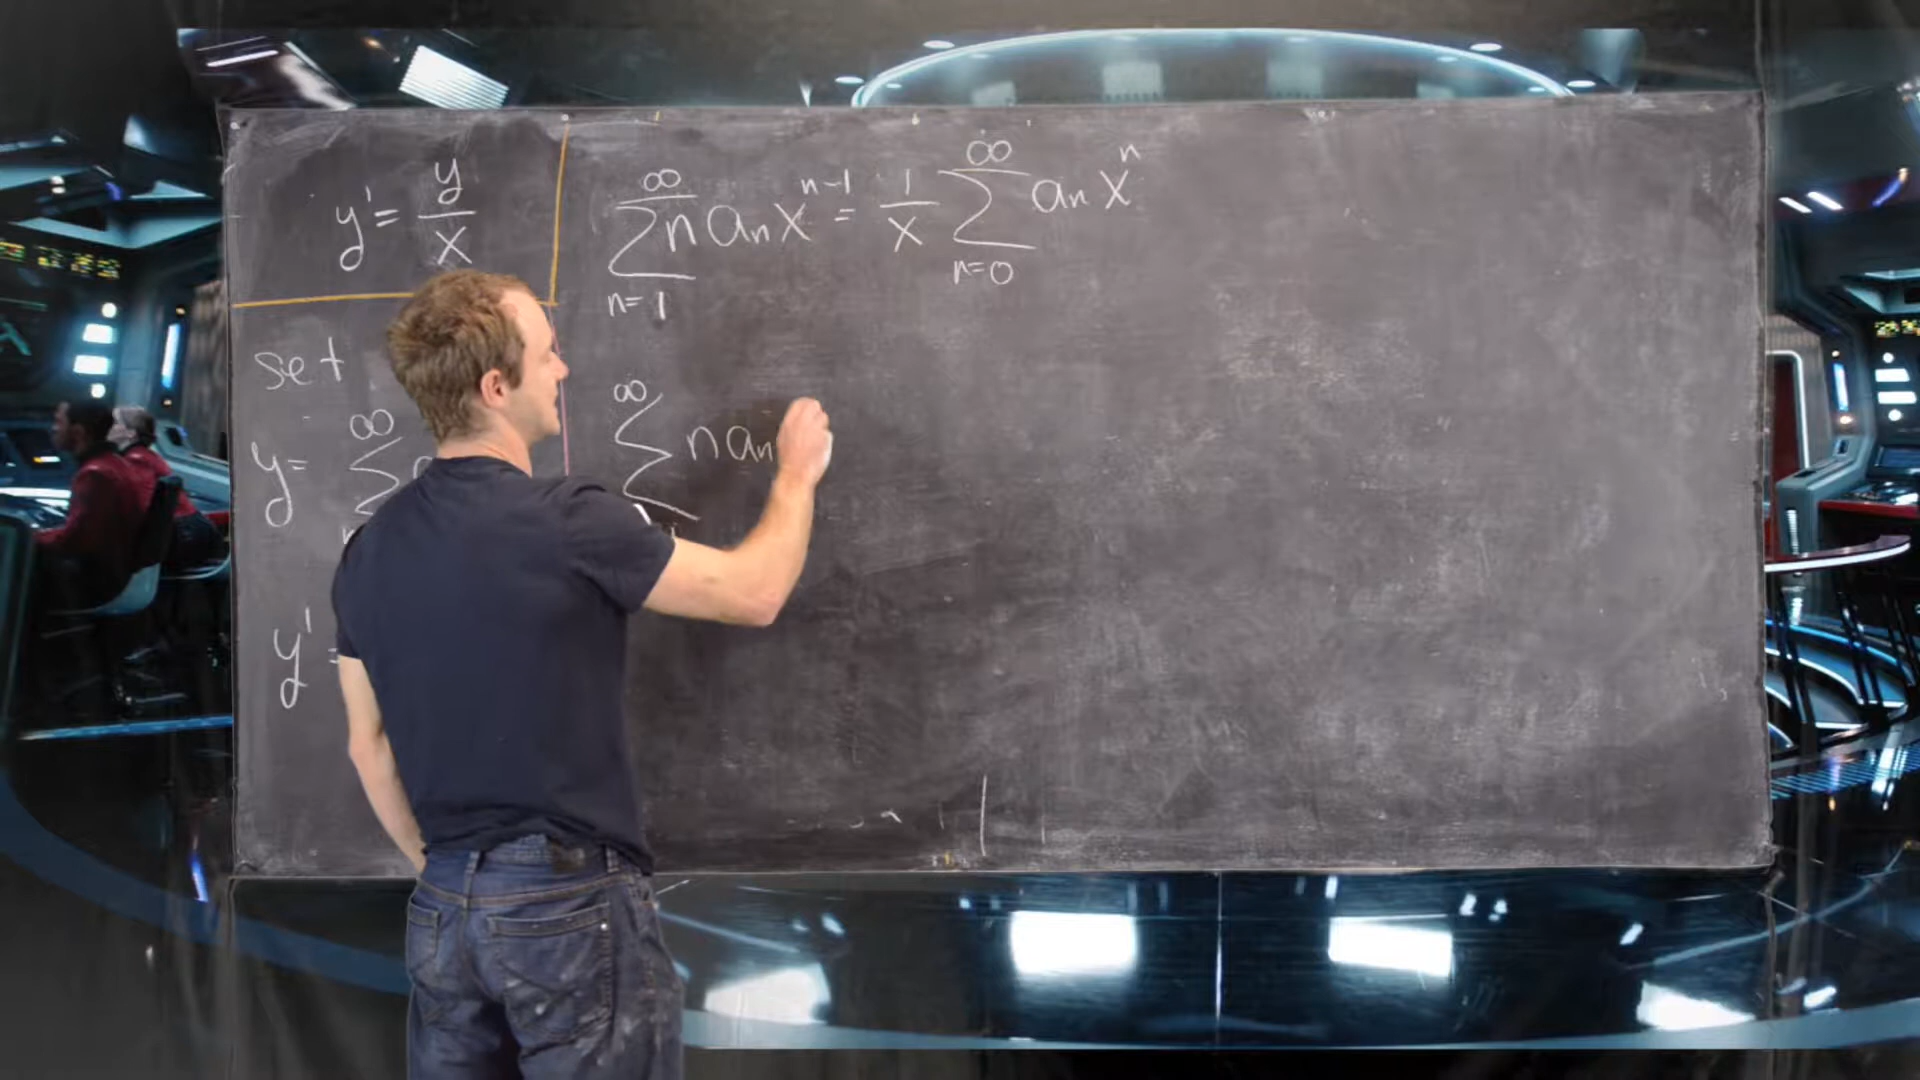 y' = y/x
set
y = ∞ Σ
y' =
∞ Σ n=1 n aₙ xⁿ⁻¹ = 1/x ∞ Σ n=0 aₙ xⁿ
∞ Σ n aₙ